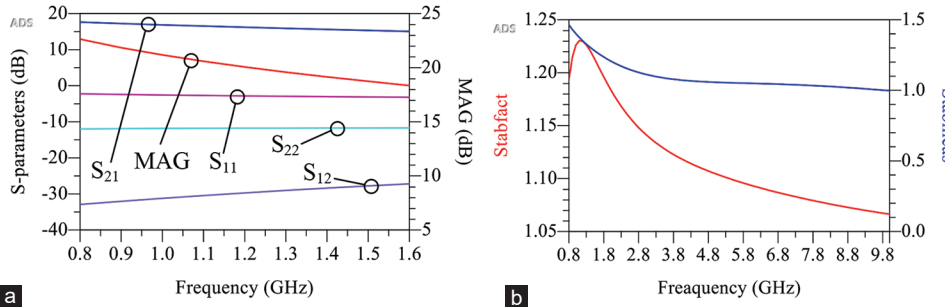 ADS
20
10
0
-10
-20
-30
-40
25
20
15
10
5
S-parameters (dB)
MAG (dB)
S21
MAG
S11
S22
S12
0.8 0.9 1.0 1.1 1.2 1.3 1.4 1.5 1.6
Frequency (GHz)
a
ADS
1.25
1.20
1.15
1.10
1.05
1.5
1.0
0.5
0.0
Stabfact
0.8 1.8 2.8 3.8 4.8 5.8 6.8 7.8 8.8 9.8
Freaquency (GHz)
b